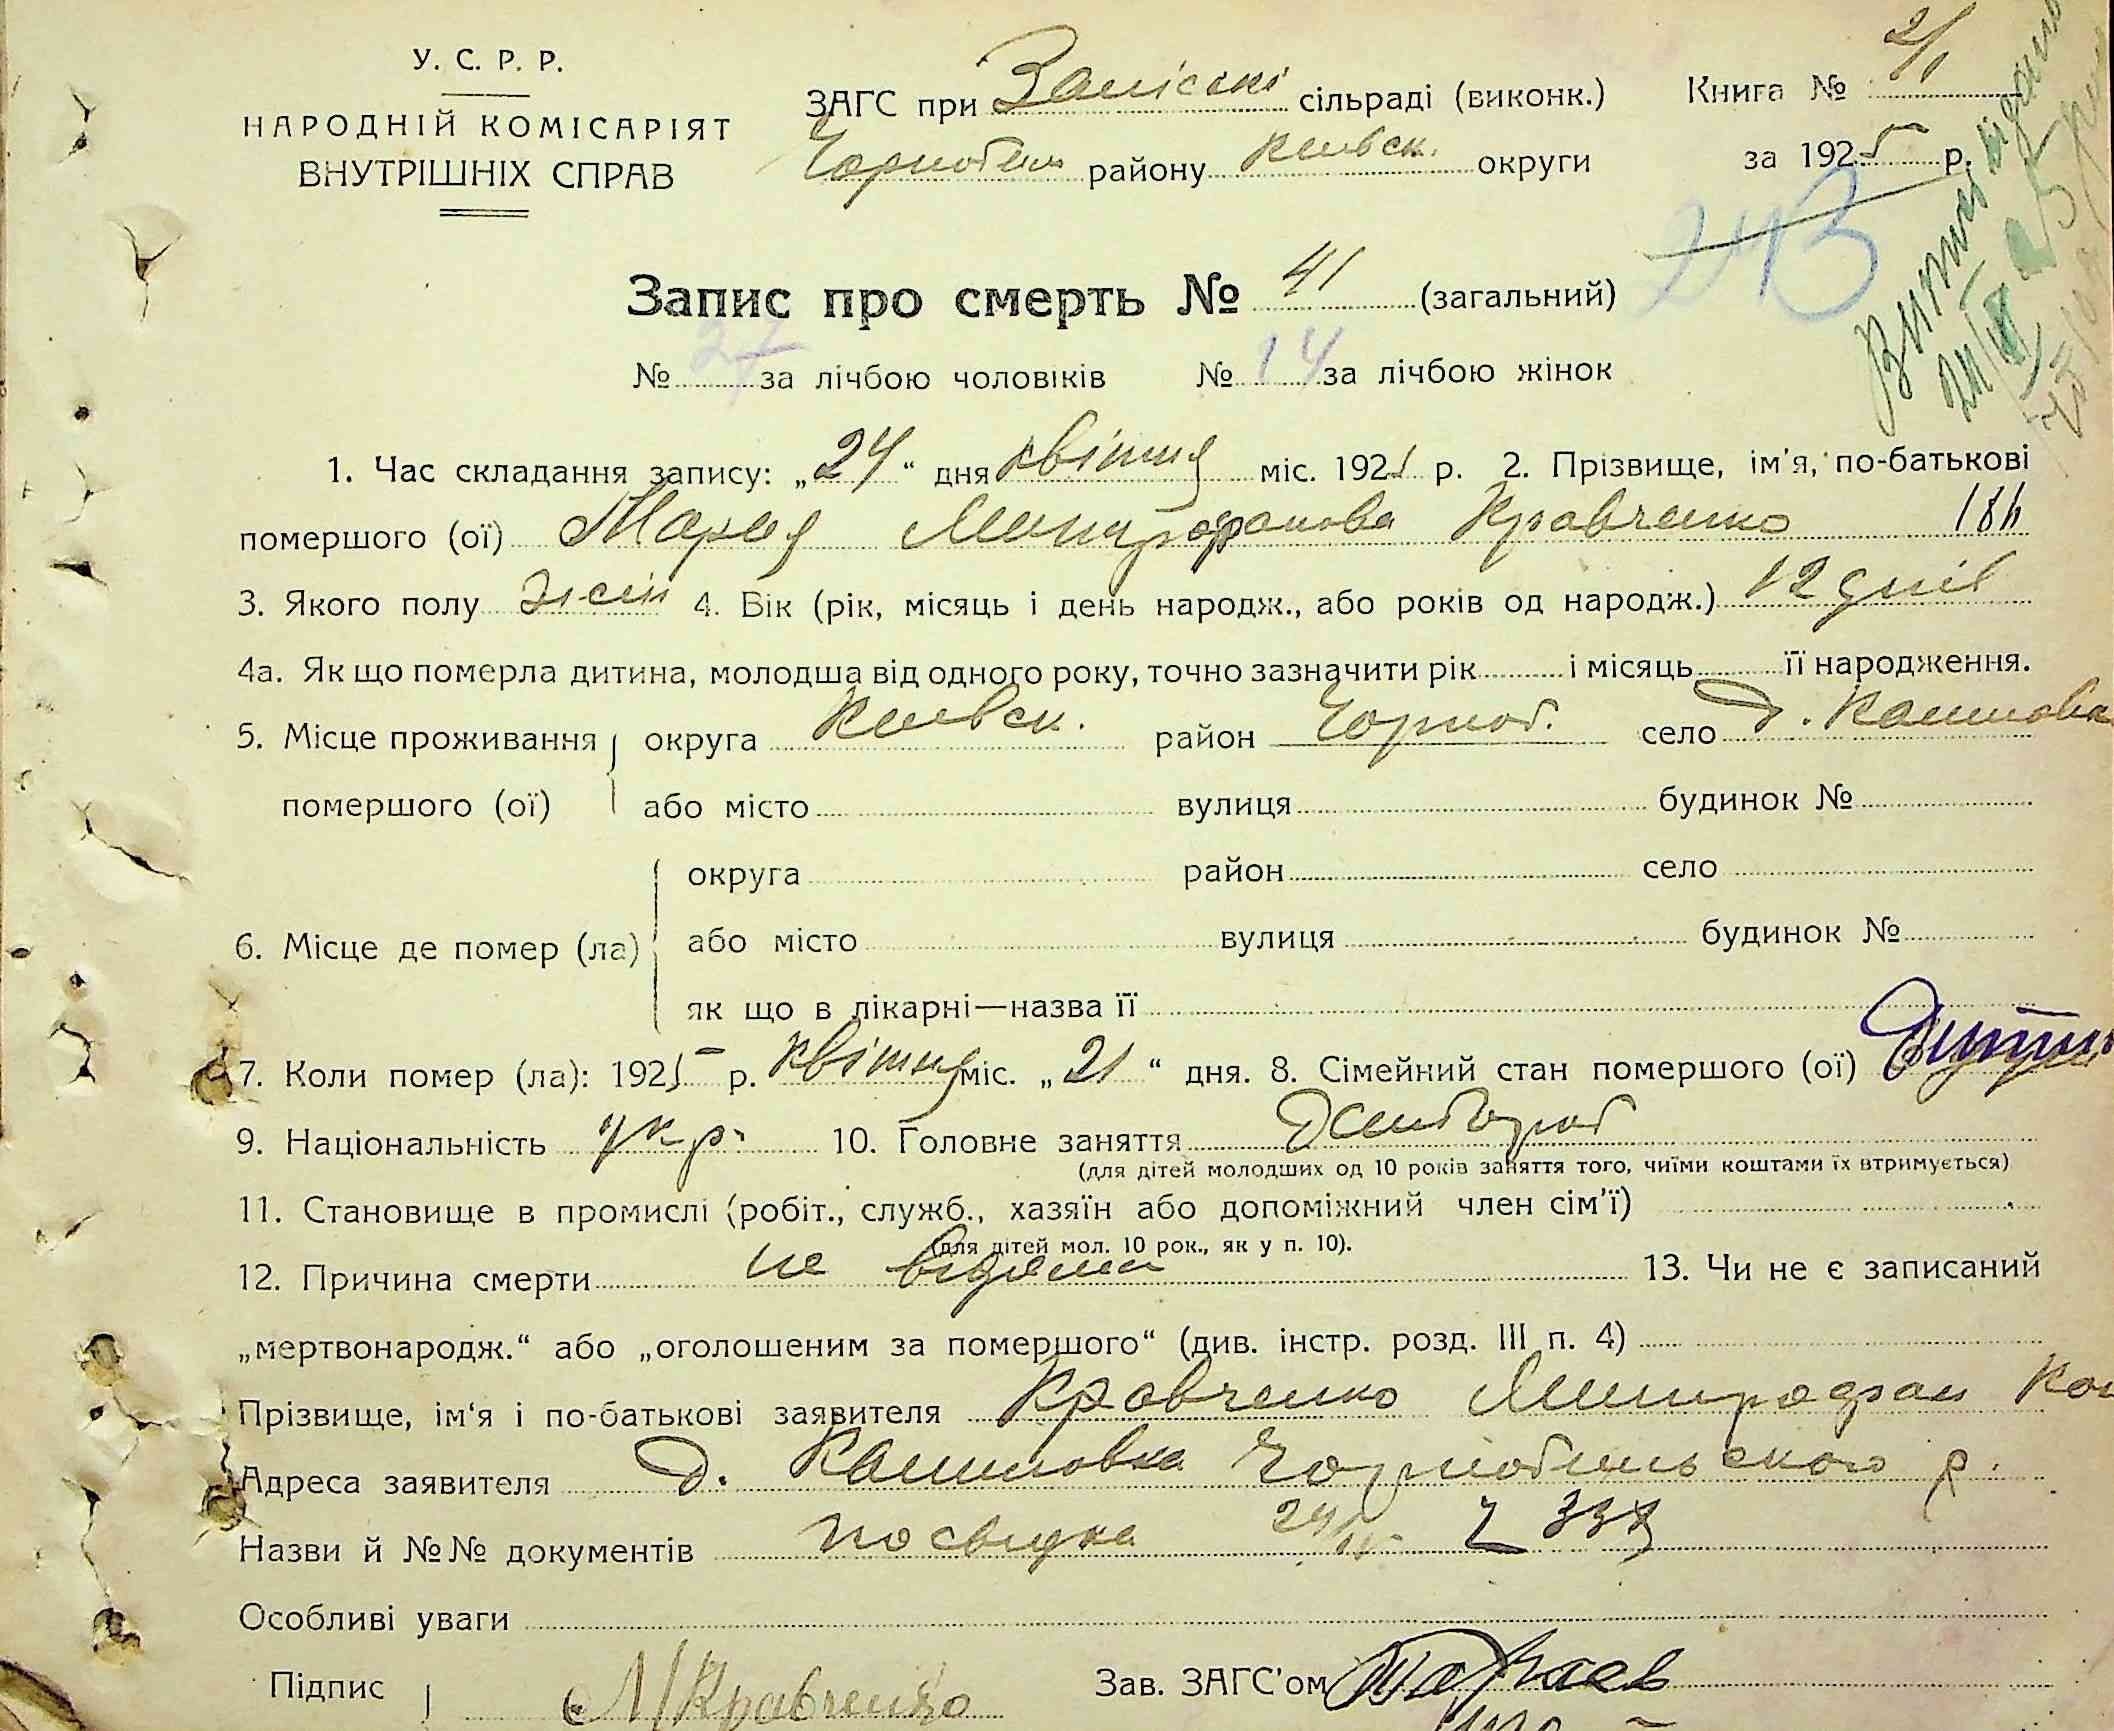 У. С. Р. Р.
НАРОДНІЙ КОМІСАРІЯТ
ВНУТРІШНІХ СПРАВ
ЗАГС при Заліській сільраді (виконк.) Книга № 2/1
Чорнобильск району Київск. округи за 1925 р.
243
Запис про смерть № 41 (загальний)
№ 27 за лічбою чоловіків № 14 за лічбою жінок
1. Час складання запису: „24“ дня квітня міс. 1925 р. 2. Прізвище, ім'я, по-батькові
помершого (ої) Мария Митрофанова Кравченко
3. Якого полу жін 4. Вік (рік, місяць і день народж., або років од народж.) 12 днів
4а. Як що померла дитина, молодша від одного року, точно зазначити рік і місяць її народження.
5. Місце проживання округа Київск. район Чорноб. село д.
помершого (ої) або місто вулиця будинок №
округа район село
6. Місце де помер (ла) або місто вулиця будинок №
як що в лікарні—назва її
7. Коли помер (ла): 1925 р. квітня міс. „21“ дня. 8. Сімейний стан помершого (ої)
9. Національність укр. 10. Головне заняття хлібороб
(для дітей молодших од 10 років заняття того, чиїми коштами їх втримується)
11. Становище в промислі (робіт., служб., хазяїн або допоміжний член сім'ї)
(для дітей мол. 10 рок., як у п. 10).
12. Причина смерти не відома 13. Чи не є записаний
„мертвонародж.“ або „оголошеним за помершого“ (див. інстр. розд. III п. 4)
Прізвище, ім'я і по-батькові заявителя Кравченко Митрофан
Адреса заявителя д. Чорнобильского р.
Назви й №№ документів посвідка
Особливі уваги
Підпис М Кравченко Зав. ЗАГС'ом